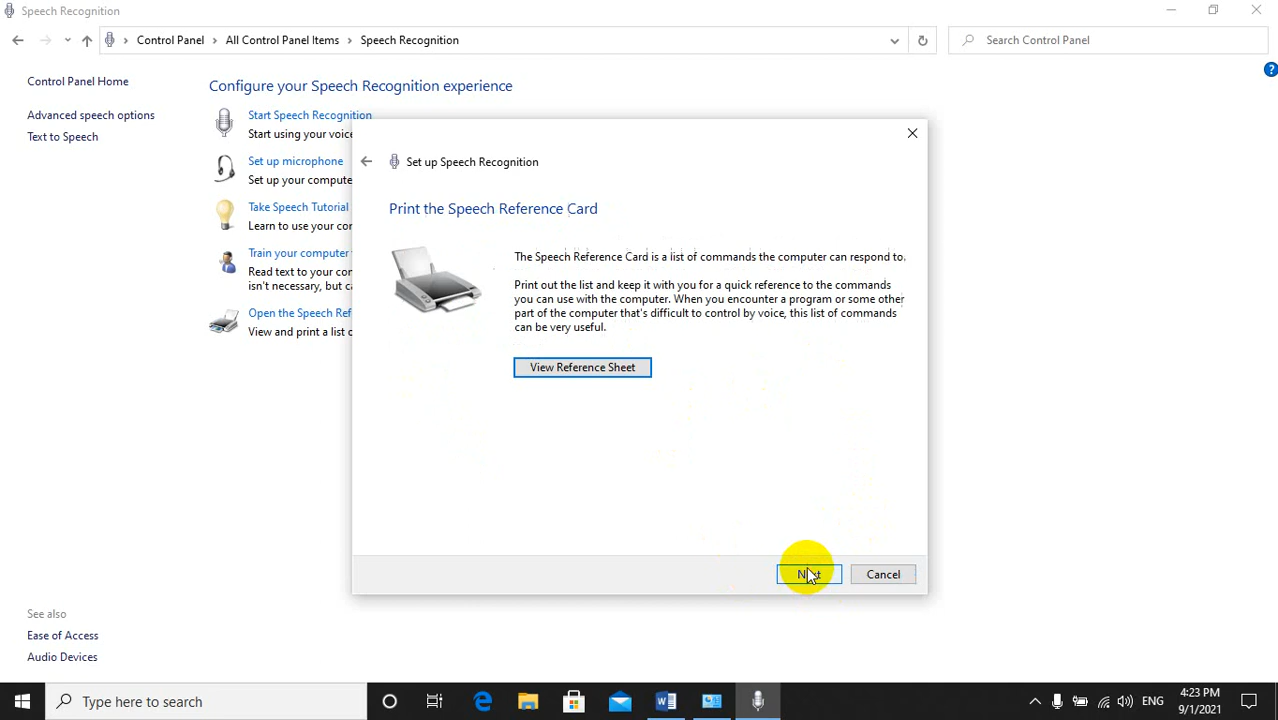 Speech Recognition
Control Panel
All Control Panel Items
Speech Recognition
Search Control Panel
Control Panel Home
Advanced speech options
Text to Speech
Configure your Speech Recognition experience
Start Speech Recognition
Start using your voice
Set up microphone
Set up your compute
Take Speech Tutorial
Learn to use your co
Train your computer
Read text to your co
isn't necessary, but c
Open the Speech Ref
View and print a list o
Set up Speech Recognition
Print the Speech Reference Card
The Speech Reference Card is a list of commands the computer can respond to.
Print out the list and keep it with you for a quick reference to the commands
you can use with the computer. When you encounter a program or some other
part of the computer that's difficult to control by voice, this list of commands
can be very useful.
View Reference Sheet
Next
Cancel
See also
Ease of Access
Audio Devices
Type here to search
ENG
4:23 PM
9/1/2021